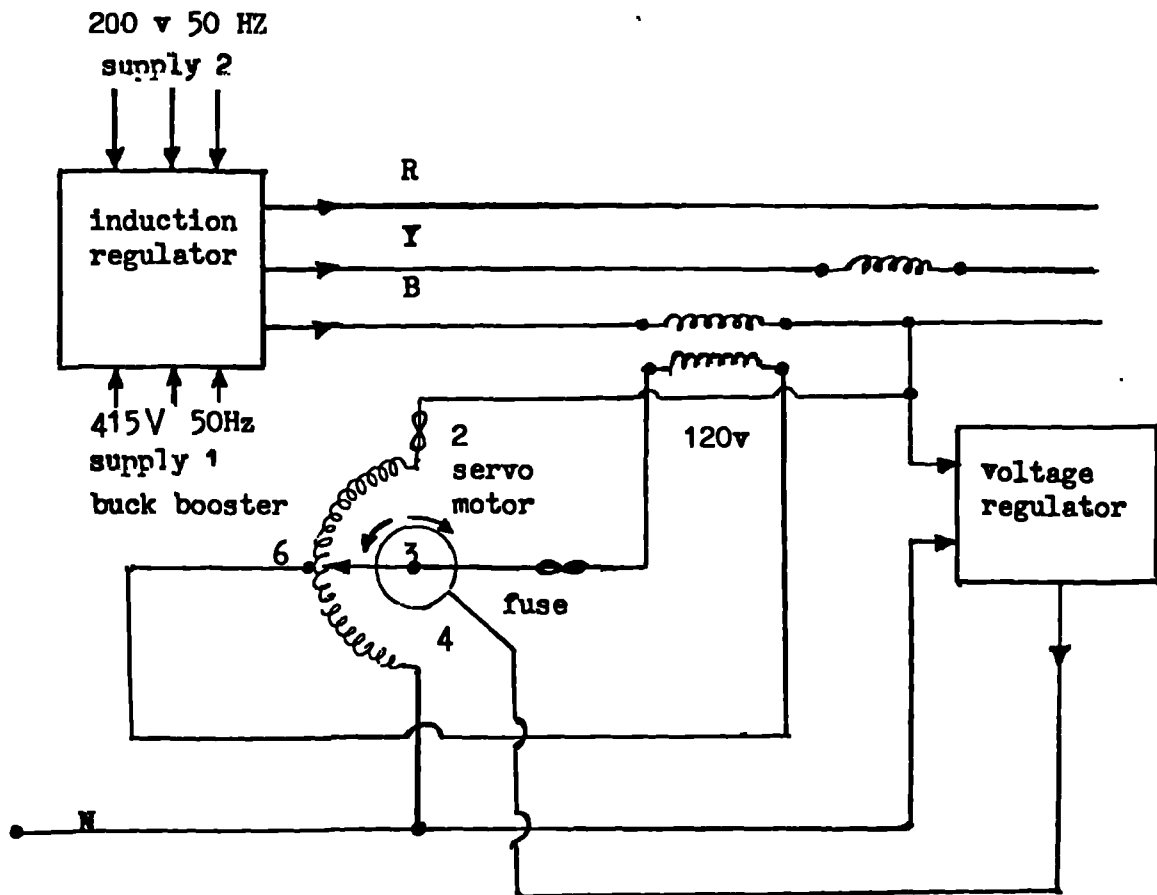 200 v 50 HZ
supply 2
R
induction
regulator
Y
B
415V 50Hz
supply 1
buck booster
2
servo
motor
120v
voltage
regulator
6
3
fuse
4
N